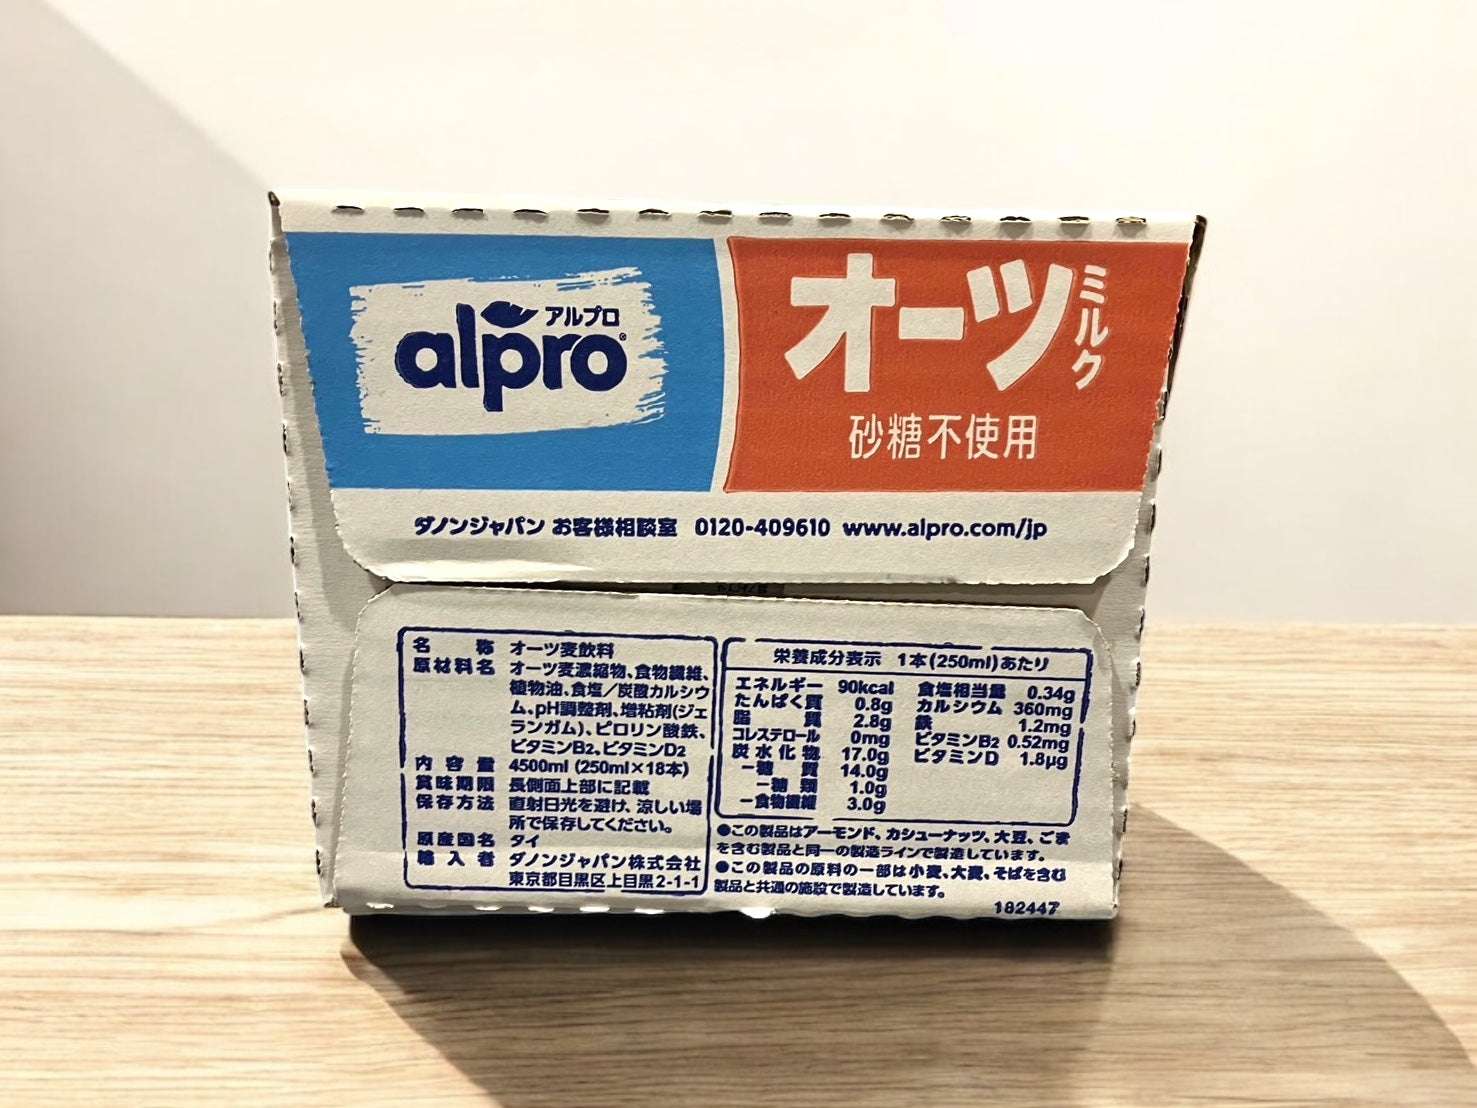 alpro アルプロ®
オーツミルク
砂糖不使用
ダノンジャパン お客様相談室 0120-409610 www.alpro.com/jp
名称 オーツ麦飲料
原材料名 オーツ麦濃縮物、食物繊維、
植物油、食塩／炭酸カルシウ
ム、pH調整剤、増粘剤(ジェ
ランガム)、ピロリン酸鉄、
ビタミンB2、ビタミンD2
内容量 4500ml (250ml×18本)
賞味期限 長側面上部に記載
保存方法 直射日光を避け、涼しい場
所で保存してください。
原産国名 タイ
輸入者 ダノンジャパン株式会社
東京都目黒区上目黒2-1-1
栄養成分表示 1本(250ml)あたり
エネルギー 90kcal
たんぱく質 0.8g
脂質 2.8g
コレステロール 0mg
炭水化物 17.0g
－糖質 14.0g
－糖類 1.0g
－食物繊維 3.0g
食塩相当量 0.34g
カルシウム 360mg
鉄 1.2mg
ビタミンB2 0.52mg
ビタミンD 1.8μg
●この製品はアーモンド、カシューナッツ、大豆、ごま
を含む製品と同一の製造ラインで製造しています。
●この製品の原料の一部は小麦、大麦、そばを含む
製品と共通の施設で製造しています。
182447